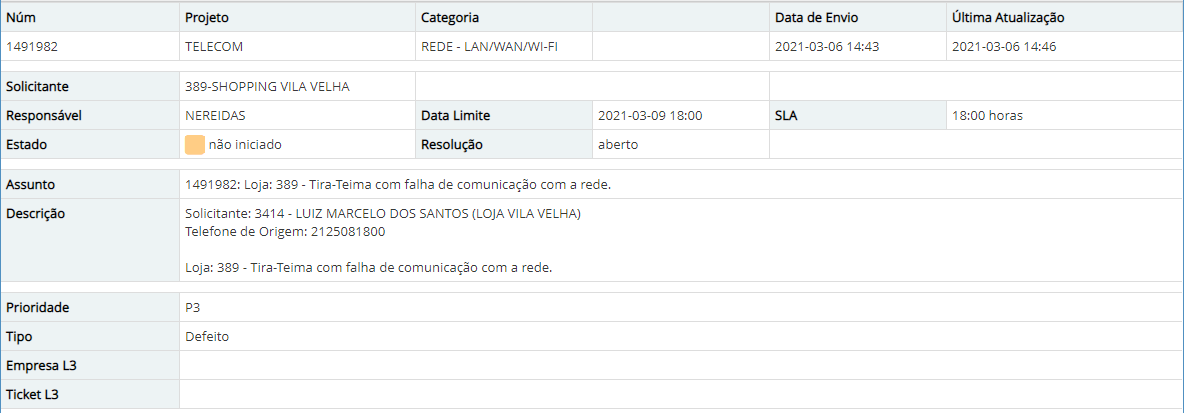 Núm Projeto Categoria Data de Envio Última Atualização
1491982 TELECOM REDE - LAN/WAN/WI-FI 2021-03-06 14:43 2021-03-06 14:46
Solicitante 389-SHOPPING VILA VELHA
Responsável NEREIDAS Data Limite 2021-03-09 18:00 SLA 18:00 horas
Estado não iniciado Resolução aberto
Assunto 1491982: Loja: 389 - Tira-Teima com falha de comunicação com a rede.
Descrição Solicitante: 3414 - LUIZ MARCELO DOS SANTOS (LOJA VILA VELHA)
Telefone de Origem: 2125081800
Loja: 389 - Tira-Teima com falha de comunicação com a rede.
Prioridade P3
Tipo Defeito
Empresa L3
Ticket L3